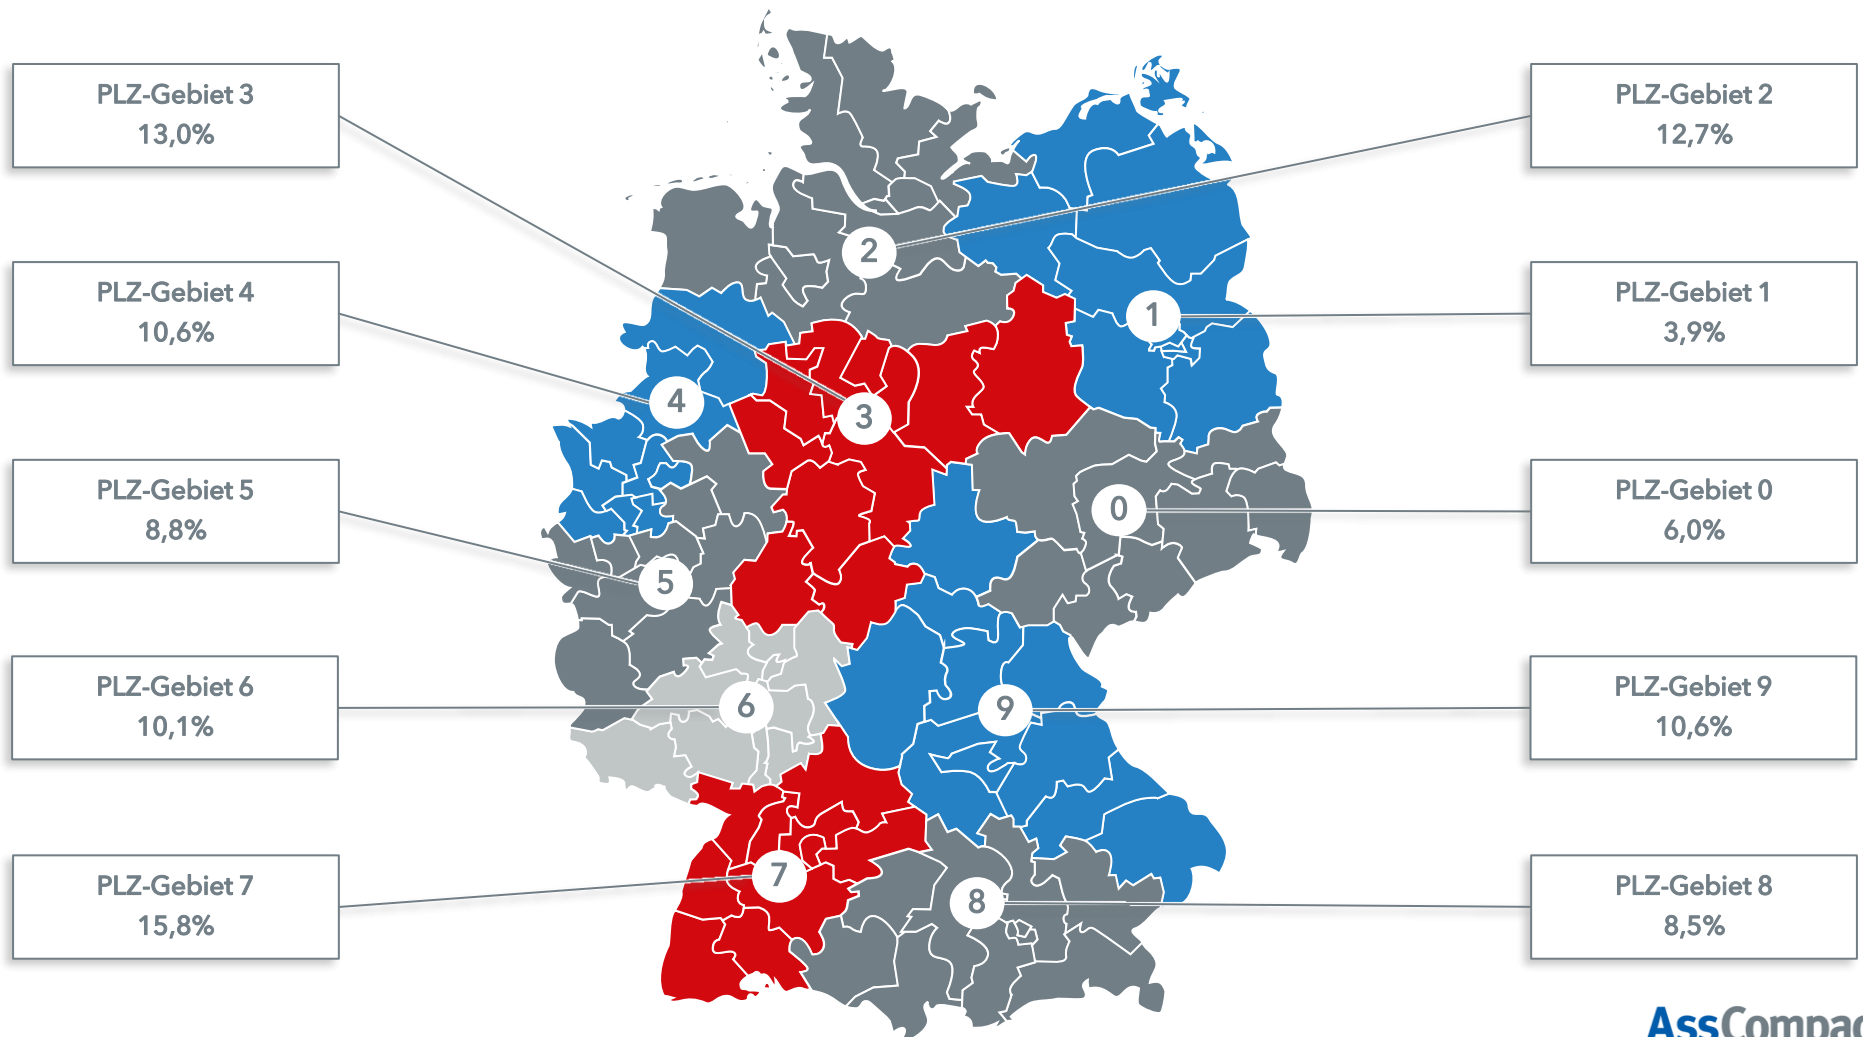 PLZ-Gebiet 3
13,0%
PLZ-Gebiet 4
10,6%
PLZ-Gebiet 5
8,8%
PLZ-Gebiet 6
10,1%
PLZ-Gebiet 7
15,8%
2
1
4
3
0
5
6
9
7
8
PLZ-Gebiet 2
12,7%
PLZ-Gebiet 1
3,9%
PLZ-Gebiet 0
6,0%
PLZ-Gebiet 9
10,6%
PLZ-Gebiet 8
8,5%
AssCompac